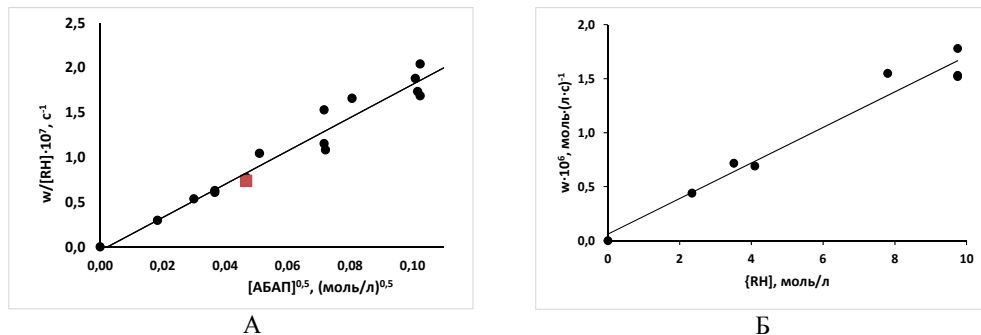 w/[RH]·10⁷, с⁻¹
2,5
2,0
1,5
1,0
0,5
0,0
0,00 0,02 0,04 0,06 0,08 0,10
[АБАП]⁰·⁵, (моль/л)⁰·⁵
А
w·10⁶, моль·(л·с)⁻¹
2,0
1,5
1,0
0,5
0,0
0 2 4 6 8 10
{RH], моль/л
Б